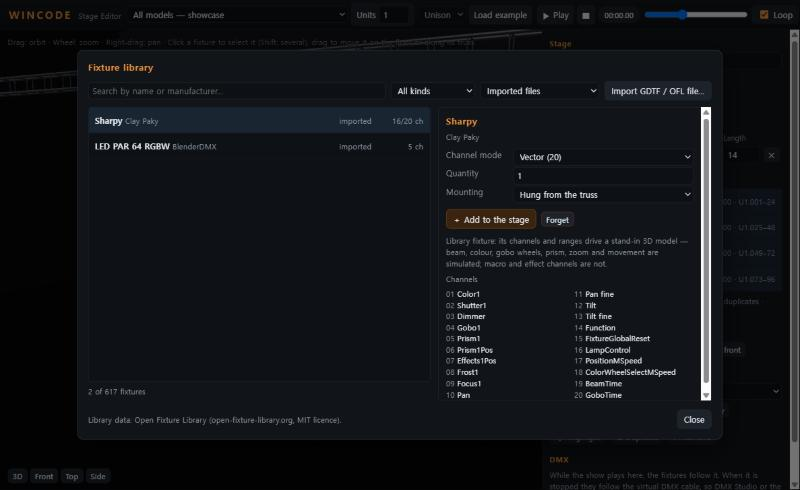 WINCODE Stage Editor All models — showcase Units 1 Unison Load example Play 00:00.00 Loop
Drag: orbit · Wheel: zoom · Right-drag: pan · Click a fixture to select it (Shift: several), drag to move it on the
Stage
Fixture library
Search by name or manufacturer... All kinds Imported files Import GDTF / OFL file...
Sharpy Clay Paky imported 16/20 ch
LED PAR 64 RGBW BlenderDMX imported 5 ch
2 of 617 fixtures
Sharpy
Clay Paky
Channel mode Vector (20)
Quantity 1
Mounting Hung from the truss
+ Add to the stage Forget
Library fixture: its channels and ranges drive a stand-in 3D model —
beam, colour, gobo wheels, prism, zoom and movement are
simulated; macro and effect channels are not.
Channels
01 Color1
02 Shutter1
03 Dimmer
04 Gobo1
05 Prism1
06 Prism1Pos
07 Effects1Pos
08 Frost1
09 Focus1
10 Pan
11 Pan fine
12 Tilt
13 Tilt fine
14 Function
15 FixtureGlobalReset
16 LampControl
17 PositionMSpeed
18 ColorWheelSelectMSpeed
19 BeamTime
20 GoboTime
Library data: Open Fixture Library (open-fixture-library.org, MIT licence).
Close
Length
14
U1.001–24
U1.025–48
U1.049–72
U1.073–96
duplicates
front
3D Front Top Side
DMX
While the show plays here, the fixtures follow it. When it is
stopped they follow the virtual DMX cable, so DMX Studio or the